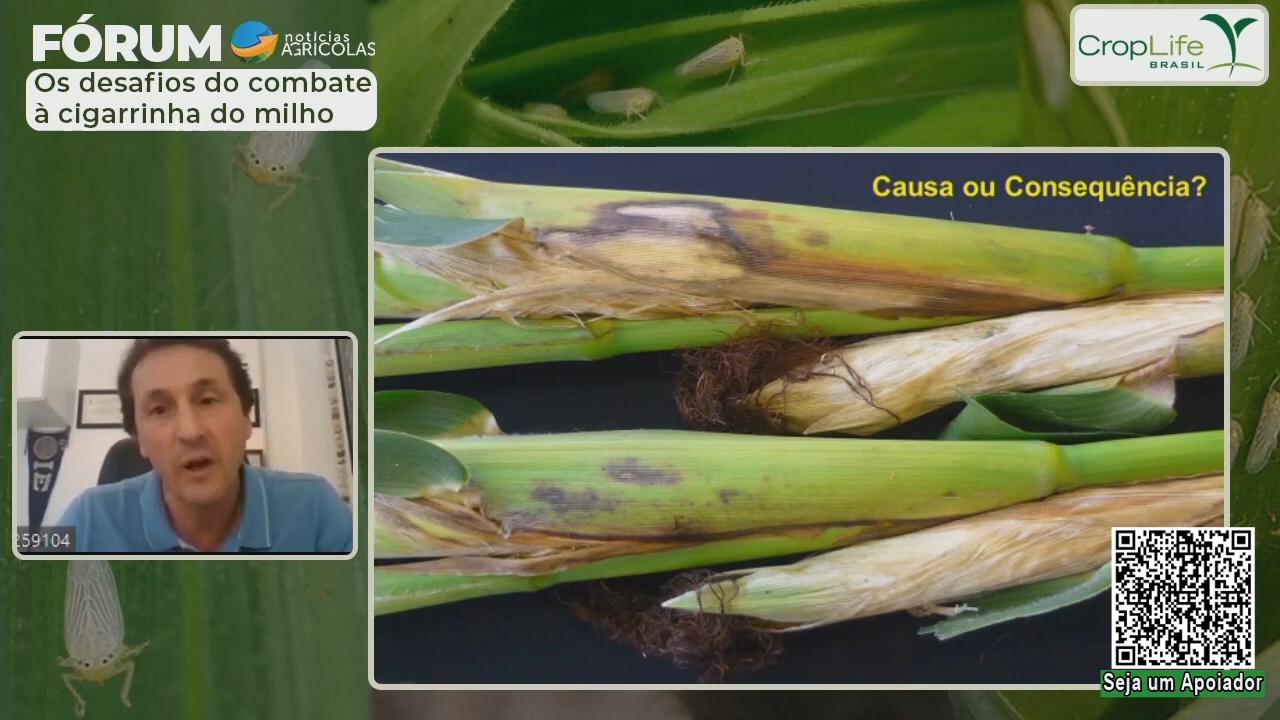 FÓRUM
notícias
AGRÍCOLAS
Os desafios do combate
à cigarrinha do milho
CropLife
BRASIL
Causa ou Consequência?
259104
Seja um Apoiador